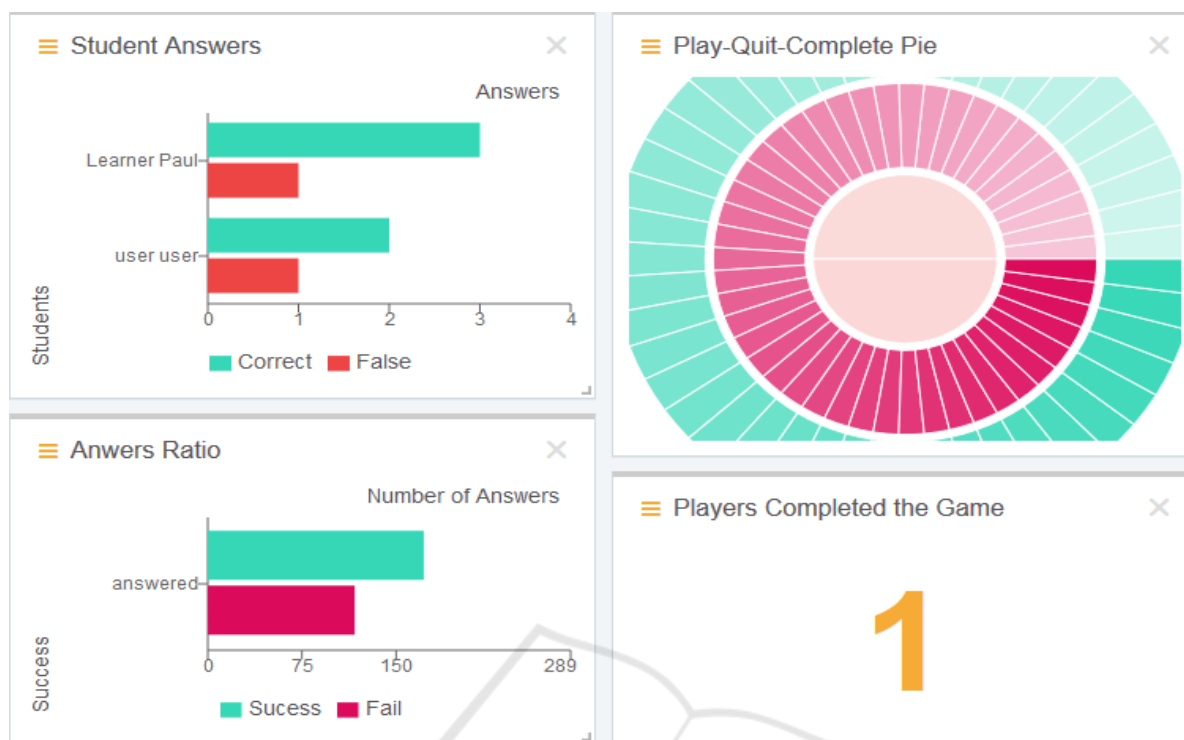 Student Answers
Answers
Learner Paul
user user
Students
0 1 2 3 4
Correct False
Anwers Ratio
Number of Answers
answered
Success
0 75 150 289
Sucess Fail
Play-Quit-Complete Pie
Players Completed the Game
1